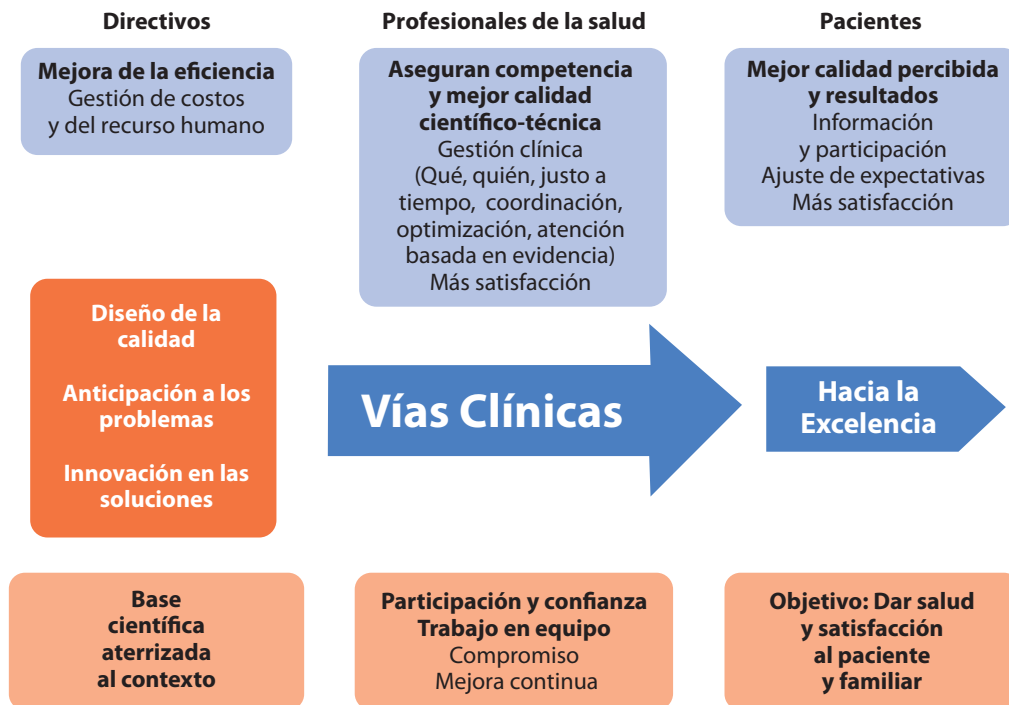 Directivos
Profesionales de la salud
Pacientes
Mejora de la eficiencia
Gestión de costos
y del recurso humano
Aseguran competencia
y mejor calidad
científico-técnica
Gestión clínica
(Qué, quién, justo a
tiempo, coordinación,
optimización, atención
basada en evidencia)
Más satisfacción
Mejor calidad percibida
y resultados
Información
y participación
Ajuste de expectativas
Más satisfacción
Diseño de la
calidad
Anticipación a los
problemas
Innovación en las
soluciones
Vías Clínicas
Hacia la
Excelencia
Base
científica
aterrizada
al contexto
Participación y confianza
Trabajo en equipo
Compromiso
Mejora continua
Objetivo: Dar salud
y satisfacción
al paciente
y familiar